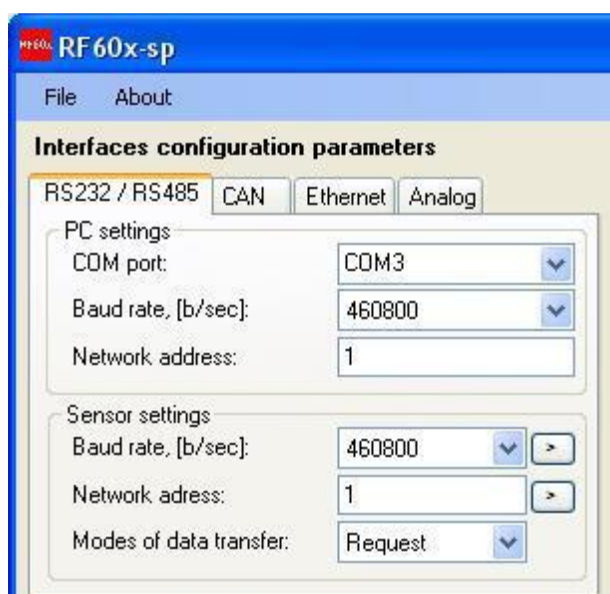 RF60x RF60x-sp
File About
Interfaces configuration parameters
RS232 / RS485 CAN Ethernet Analog
PC settings
COM port: COM3
Baud rate, [b/sec]: 460800
Network address: 1
Sensor settings
Baud rate, [b/sec]: 460800 >
Network adress: 1 >
Modes of data transfer: Request